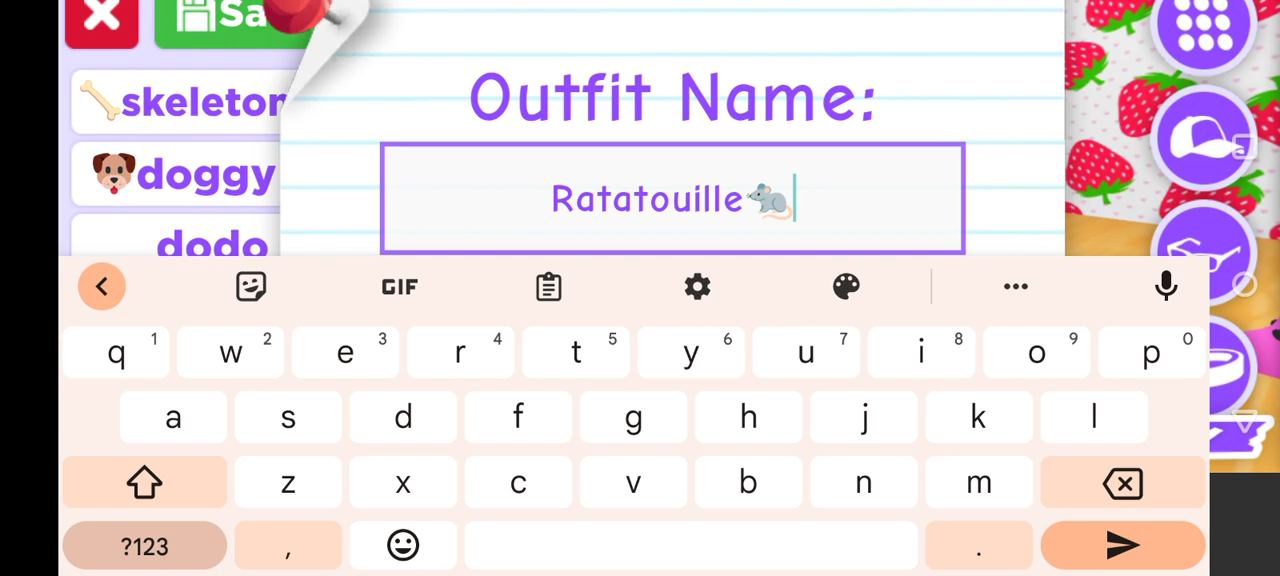 Sa
Outfit Name:
🦴skeleton
🐶doggy
Ratatouille🐀
dodo
GIF
q 1 w 2 e 3 r 4 t 5 y 6 u 7 i 8 o 9 p 0
a s d f g h j k l
z x c v b n m
?123 , .